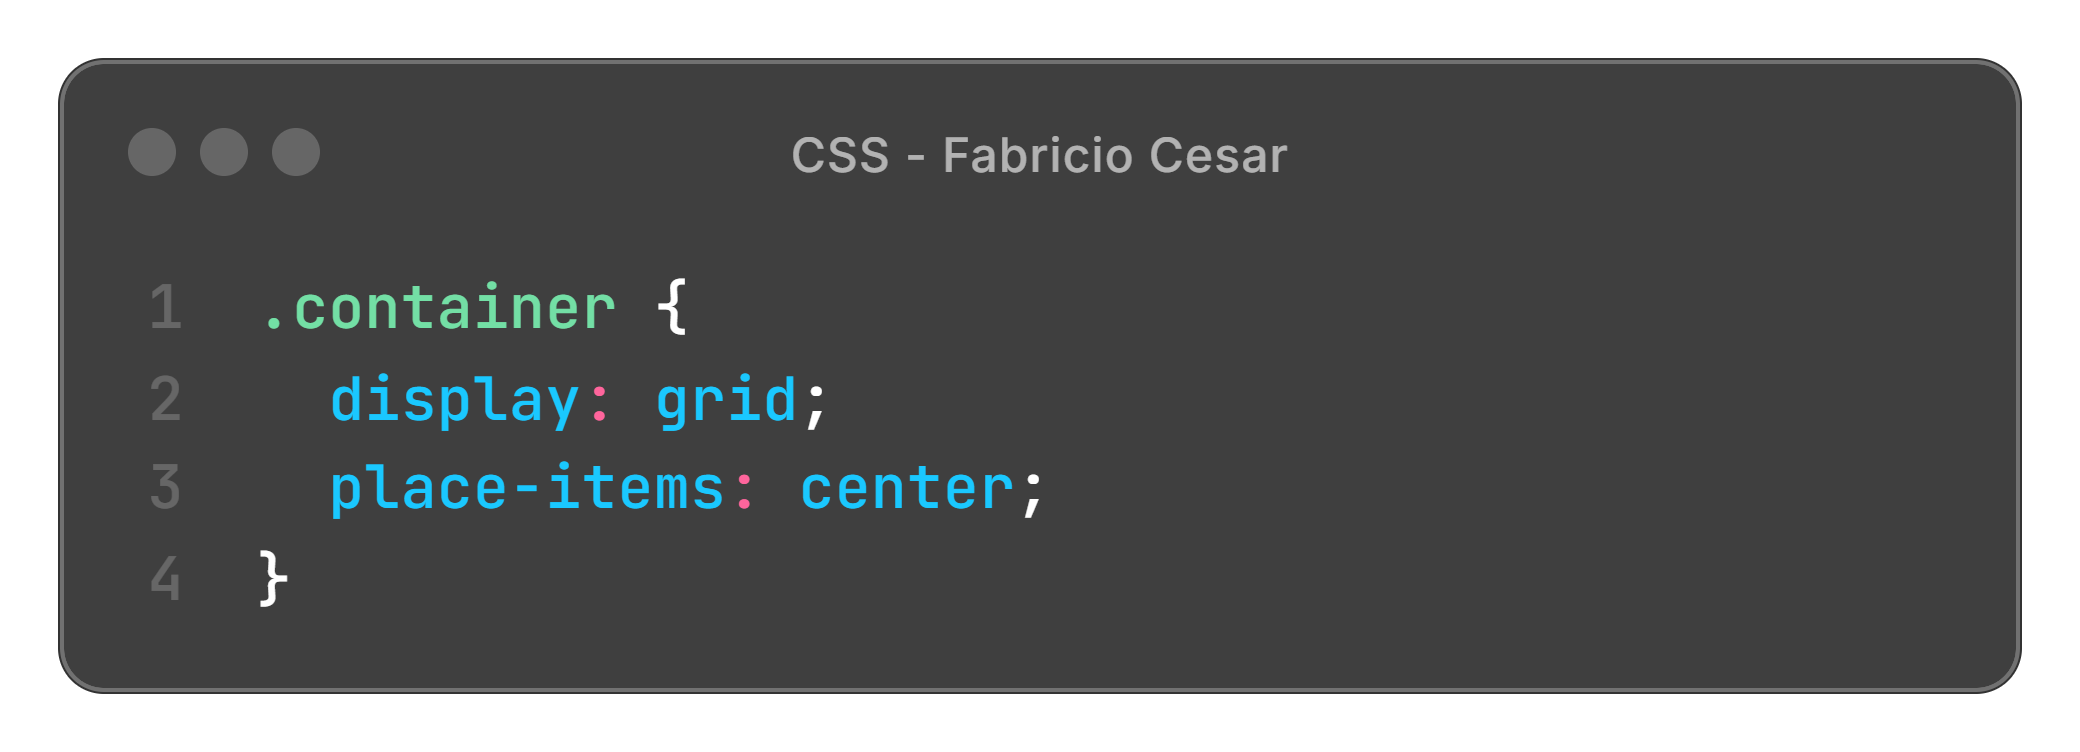 CSS - Fabricio Cesar
1 .container {
2   display: grid;
3   place-items: center;
4 }